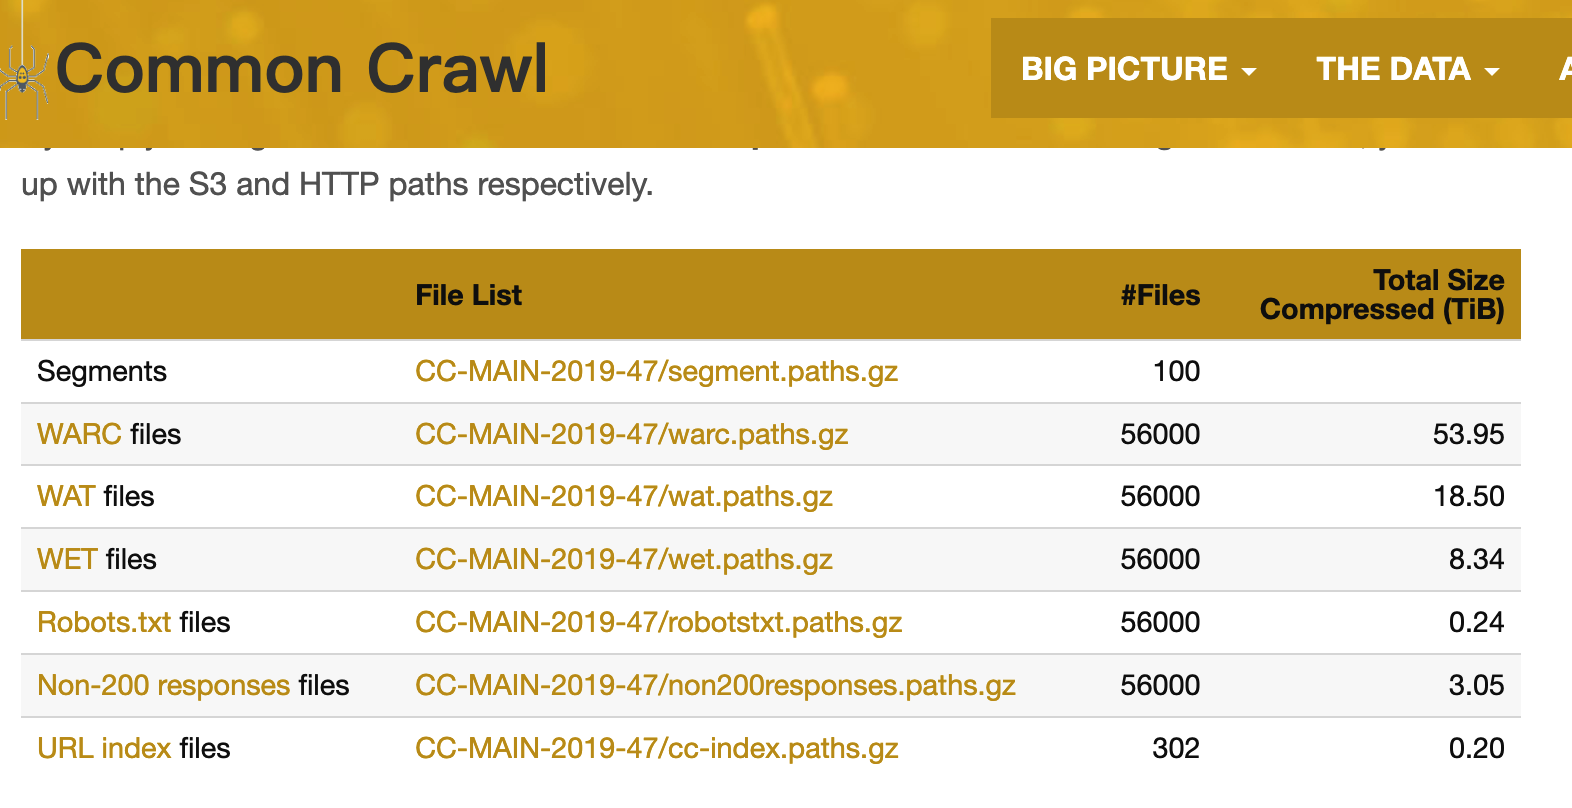 Common Crawl
BIG PICTURE
THE DATA
up with the S3 and HTTP paths respectively.
File List #Files Total Size
Compressed (TiB)
Segments CC-MAIN-2019-47/segment.paths.gz 100
WARC files CC-MAIN-2019-47/warc.paths.gz 56000 53.95
WAT files CC-MAIN-2019-47/wat.paths.gz 56000 18.50
WET files CC-MAIN-2019-47/wet.paths.gz 56000 8.34
Robots.txt files CC-MAIN-2019-47/robotstxt.paths.gz 56000 0.24
Non-200 responses files CC-MAIN-2019-47/non200responses.paths.gz 56000 3.05
URL index files CC-MAIN-2019-47/cc-index.paths.gz 302 0.20